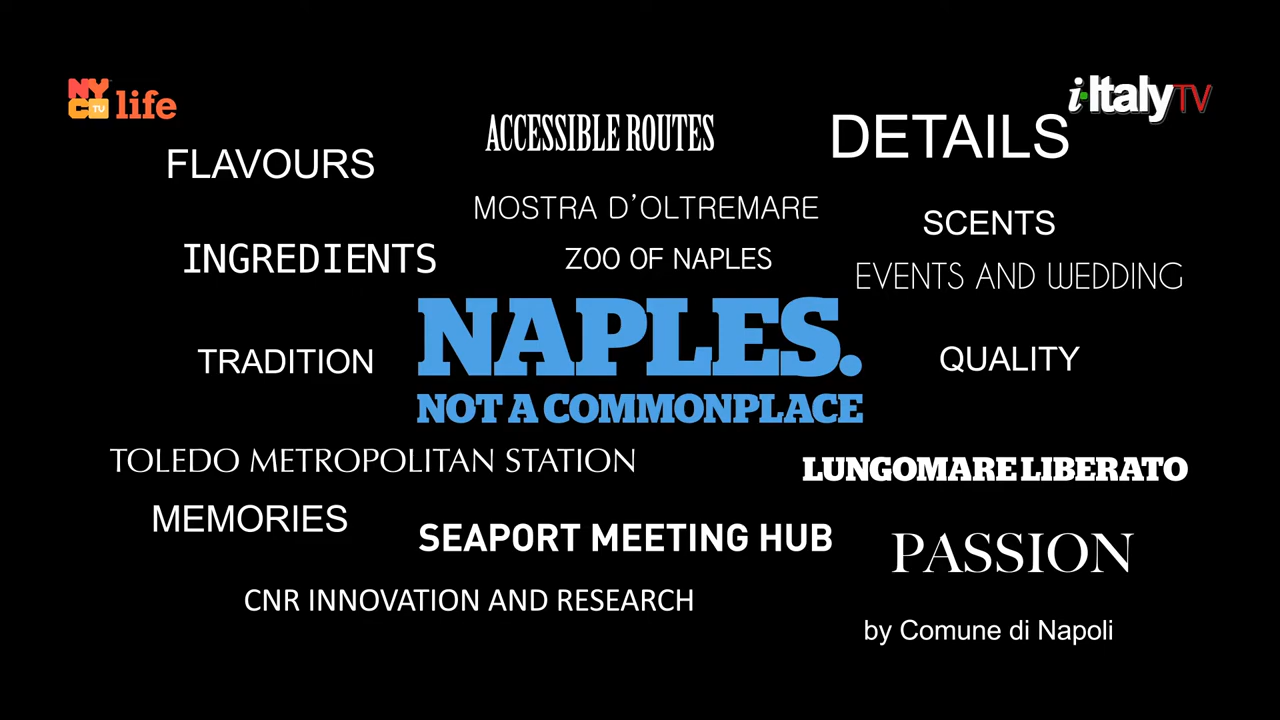 NYC TV life
i-ItalyTV
ACCESSIBLE ROUTES
DETAILS
FLAVOURS
MOSTRA D'OLTREMARE
SCENTS
INGREDIENTS
ZOO OF NAPLES
EVENTS AND WEDDING
NAPLES.
TRADITION
QUALITY
NOT A COMMONPLACE
TOLEDO METROPOLITAN STATION
LUNGOMARE LIBERATO
MEMORIES
SEAPORT MEETING HUB
PASSION
CNR INNOVATION AND RESEARCH
by Comune di Napoli